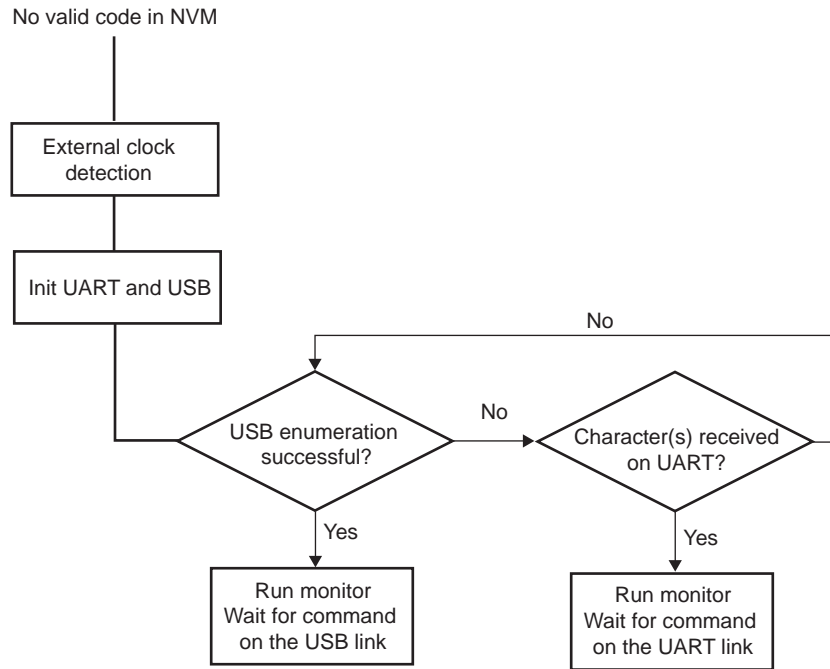 No valid code in NVM
External clock
detection
Init UART and USB
No
USB enumeration
successful?
No
Character(s) received
on UART?
Yes
Yes
Run monitor
Wait for command
on the USB link
Run monitor
Wait for command
on the UART link